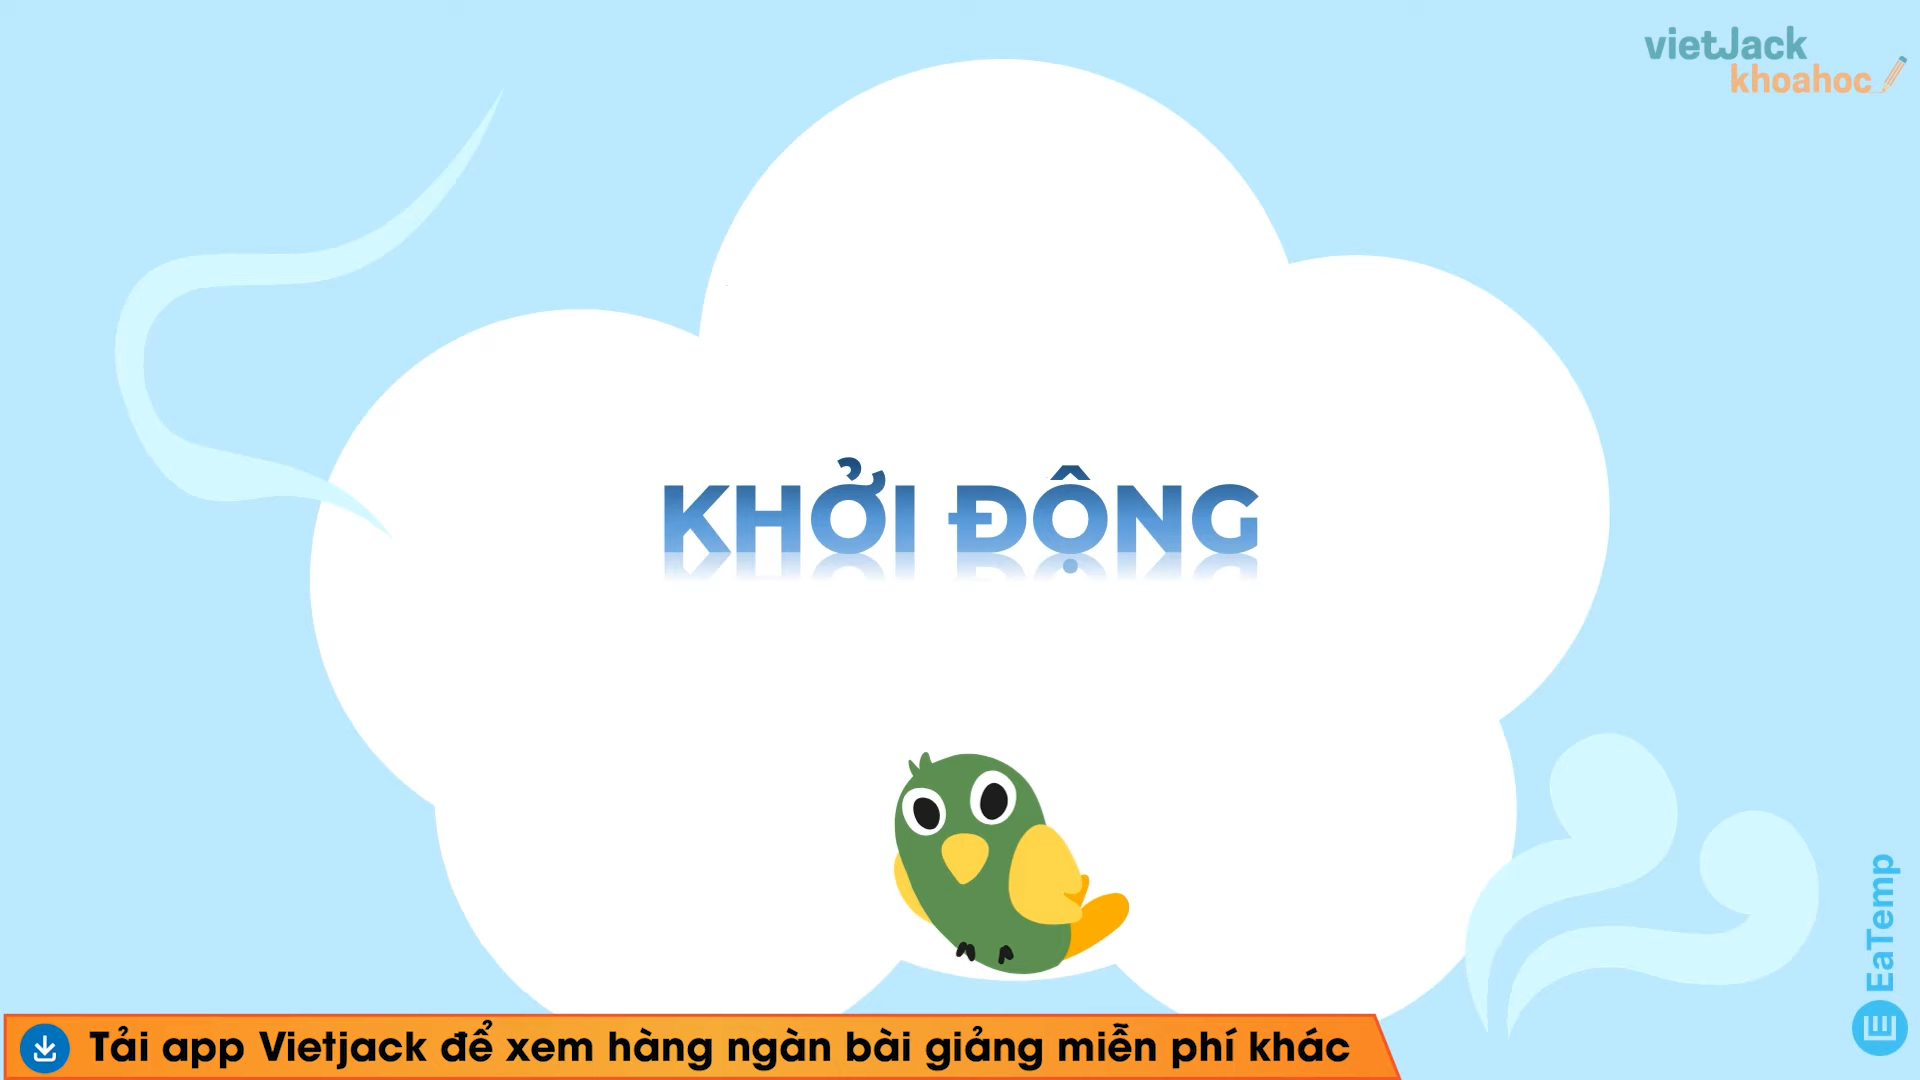 vietJack
khoahoc
KHỞI ĐỘNG
EaTemp
Tải app Vietjack để xem hàng ngàn bài giảng miễn phí khác